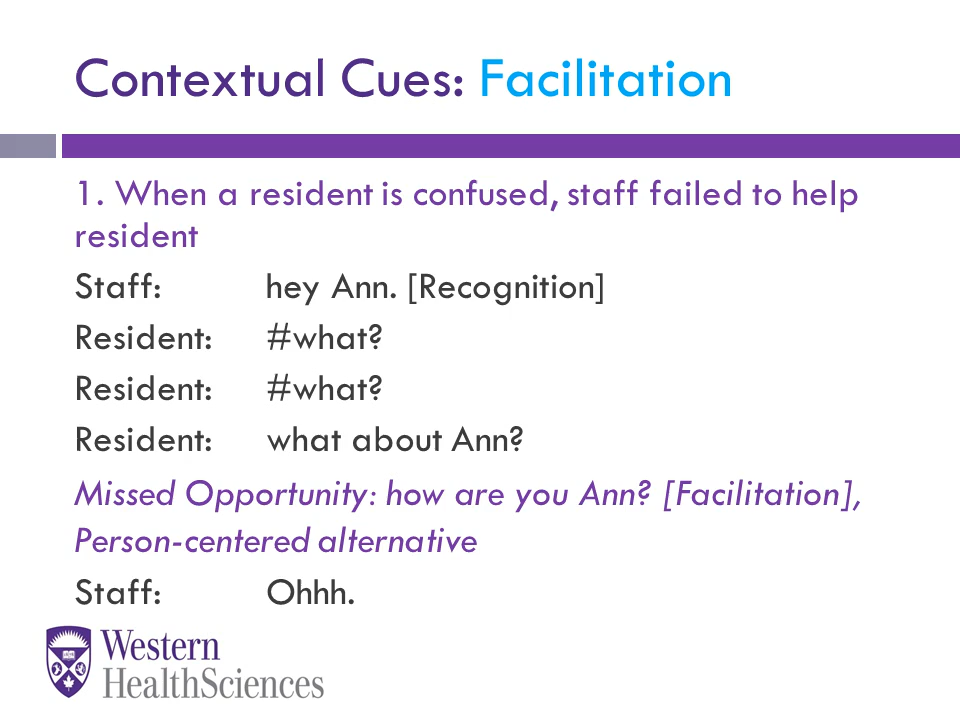 Contextual Cues: Facilitation
1. When a resident is confused, staff failed to help
resident
Staff: hey Ann. [Recognition]
Resident: #what?
Resident: #what?
Resident: what about Ann?
Missed Opportunity: how are you Ann? [Facilitation],
Person-centered alternative
Staff: Ohhh.
Western
HealthSciences